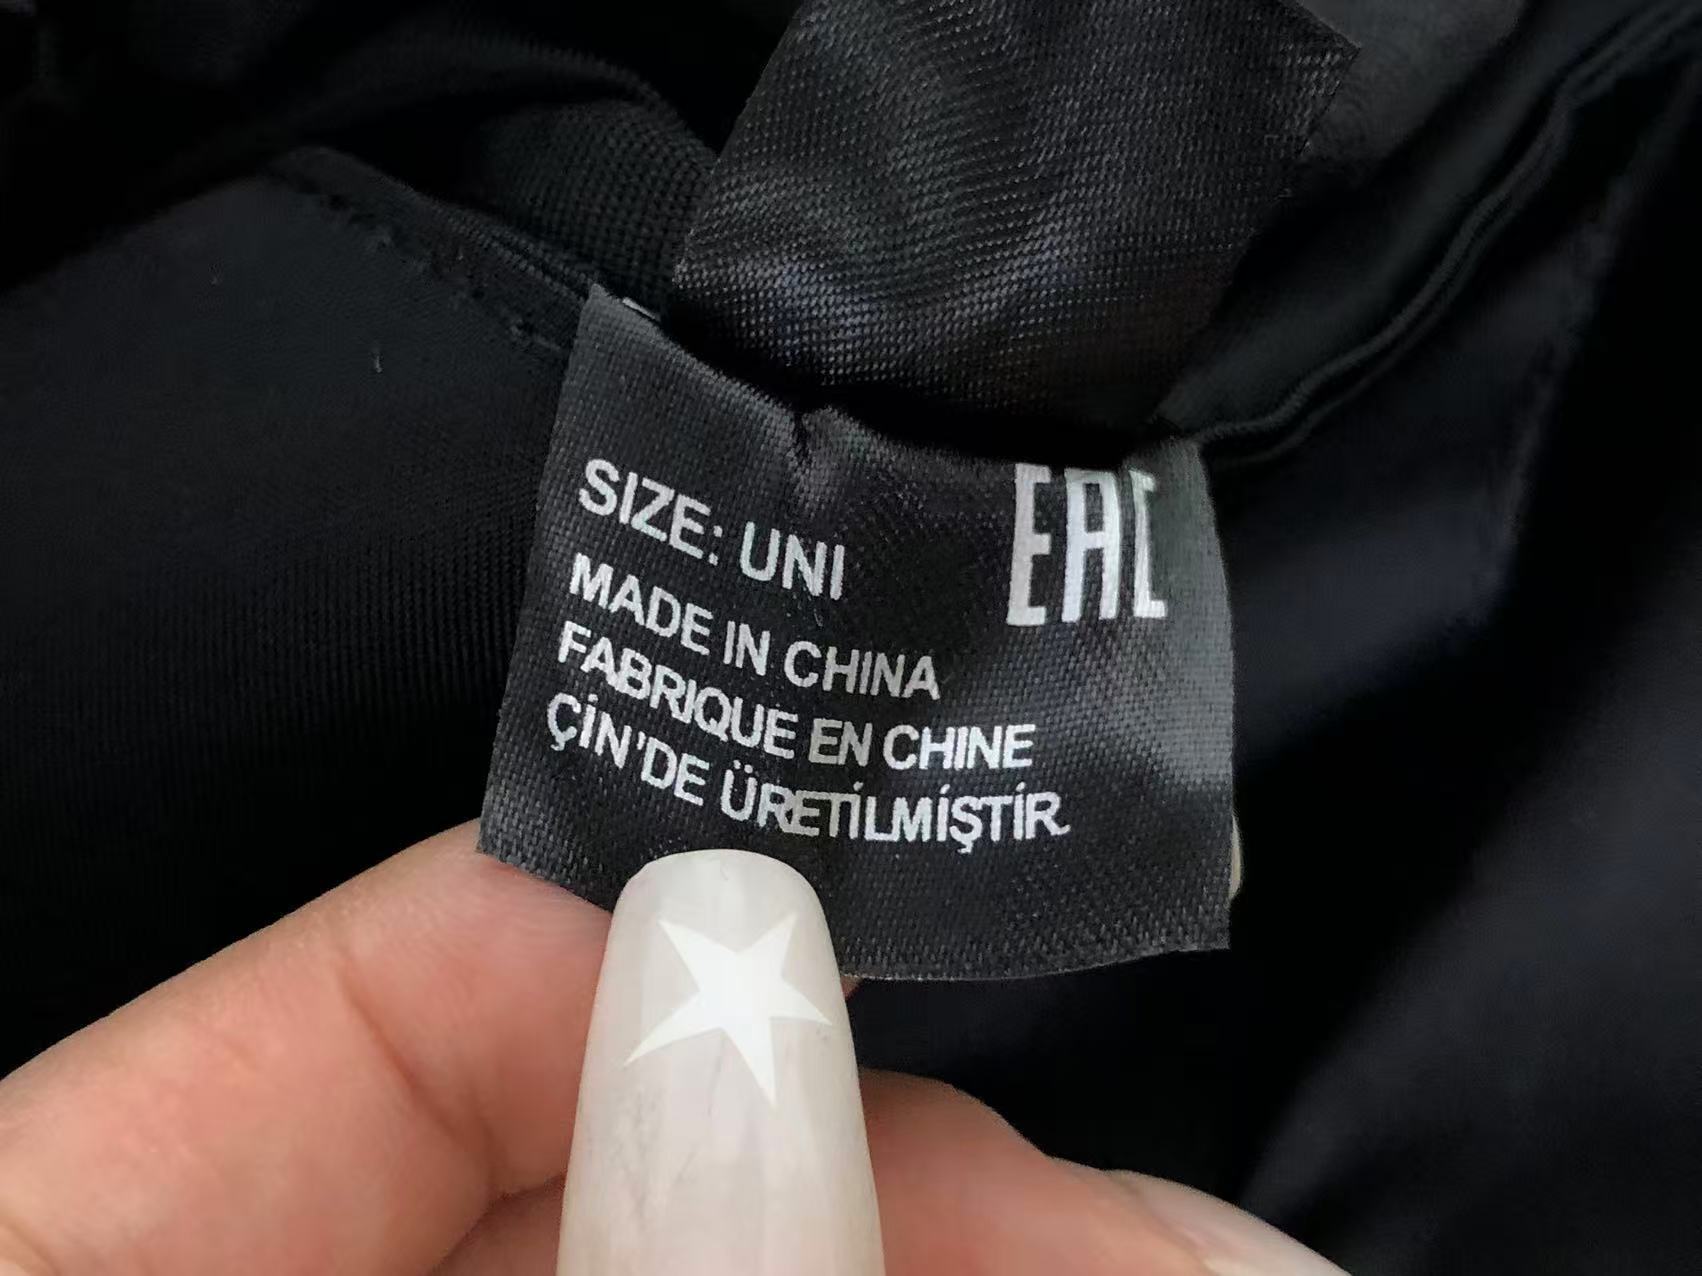 SIZE: UNI
EAC
MADE IN CHINA
FABRIQUE EN CHINE
ÇİN'DE ÜRETİLMİŞTİR